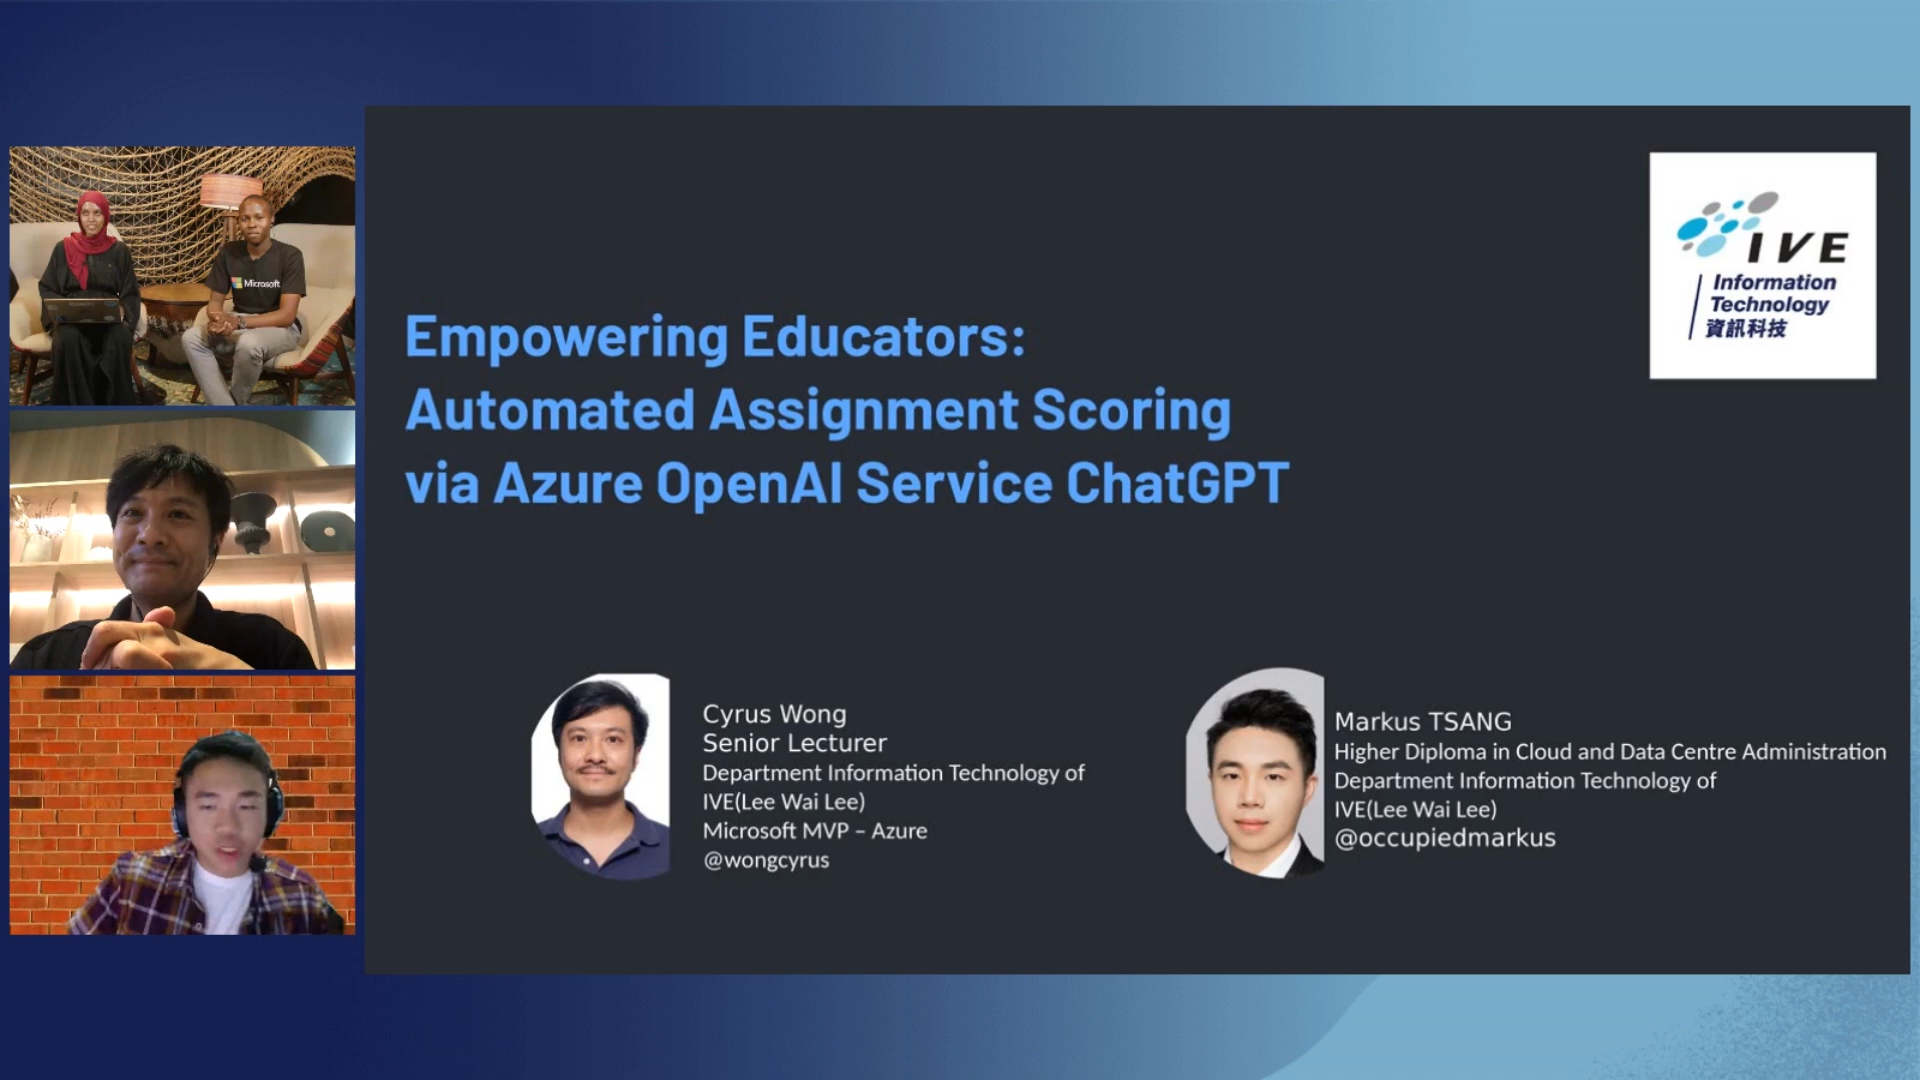 Microsoft
IVE
Information
Technology
資訊科技
Empowering Educators:
Automated Assignment Scoring
via Azure OpenAI Service ChatGPT
Cyrus Wong
Senior Lecturer
Department Information Technology of
IVE(Lee Wai Lee)
Microsoft MVP – Azure
@wongcyrus
Markus TSANG
Higher Diploma in Cloud and Data Centre Administration
Department Information Technology of
IVE(Lee Wai Lee)
@occupiedmarkus